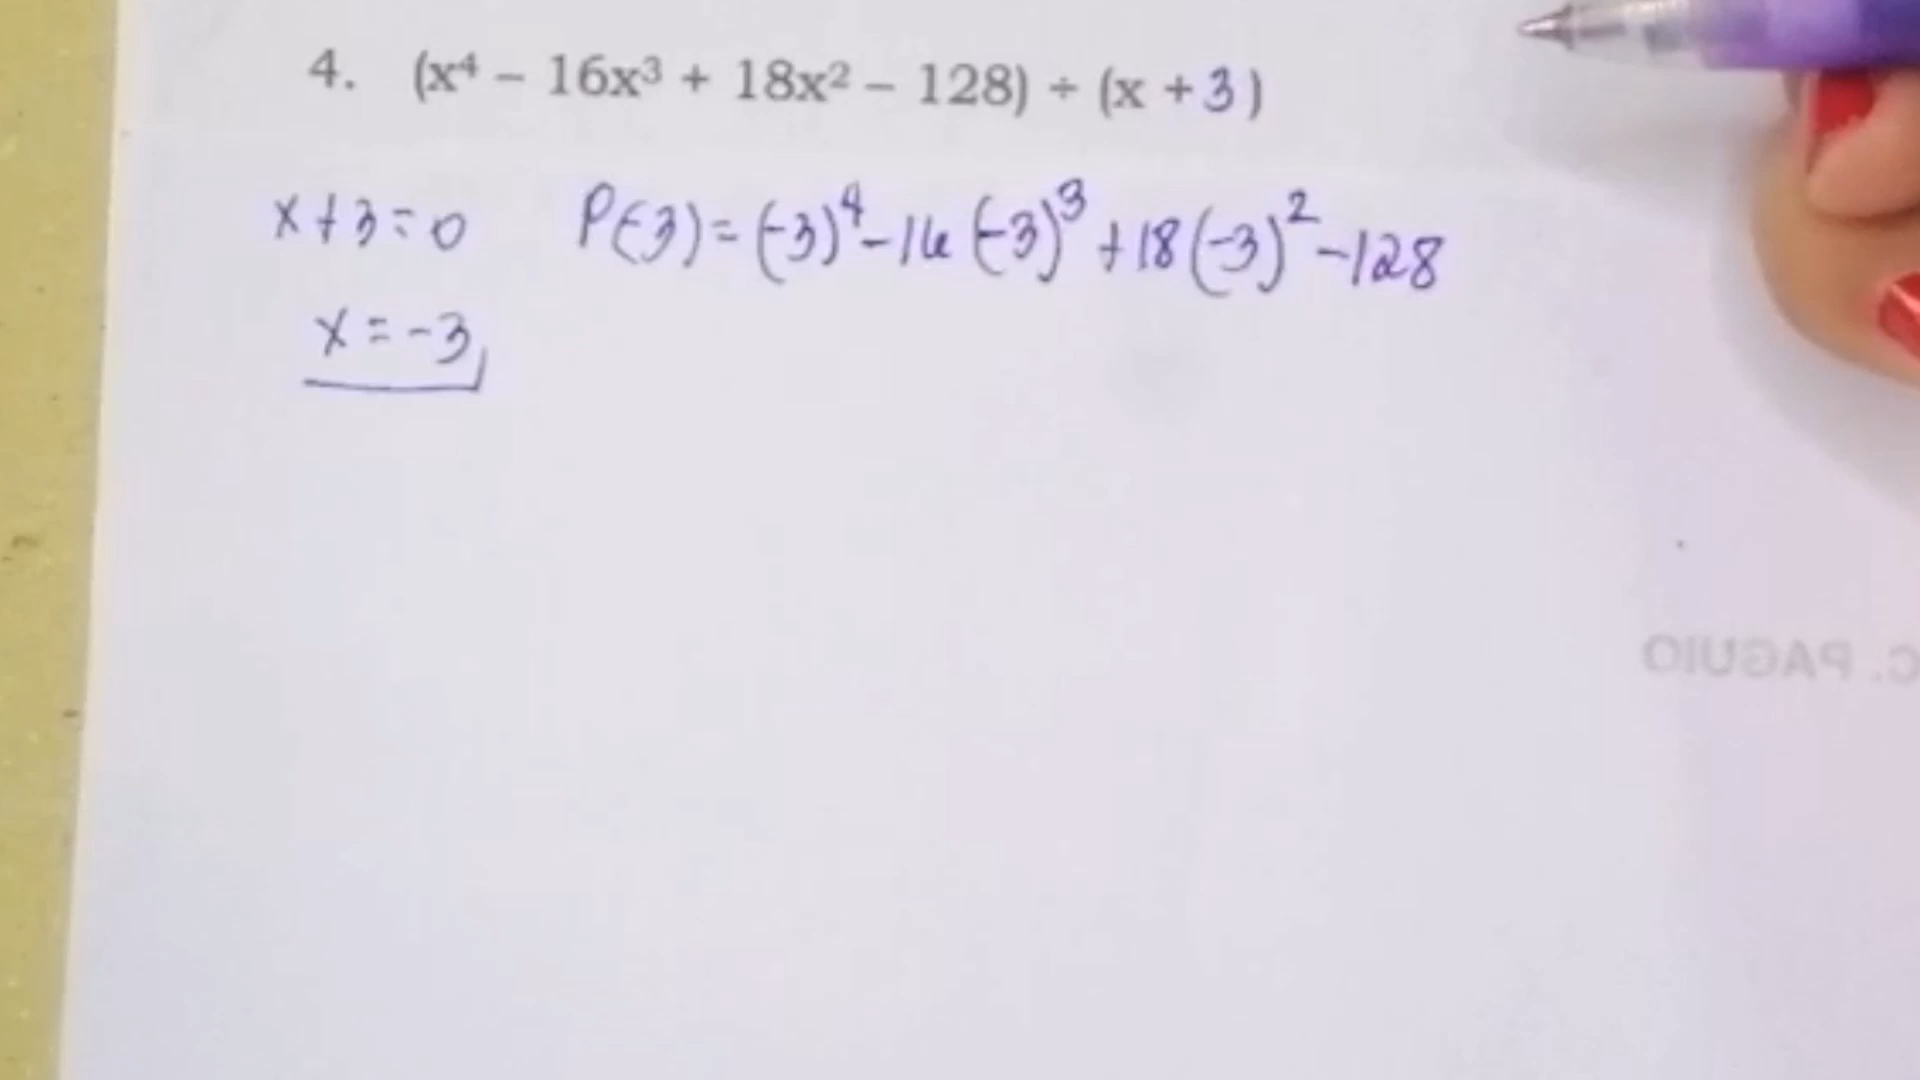 4. (x⁴ – 16x³ + 18x² – 128) ÷ (x + 3)
x + 3 = 0 P(-3) = (-3)⁴ - 16 (-3)³ + 18 (-3)² - 128
x = -3
C. PAGUIO